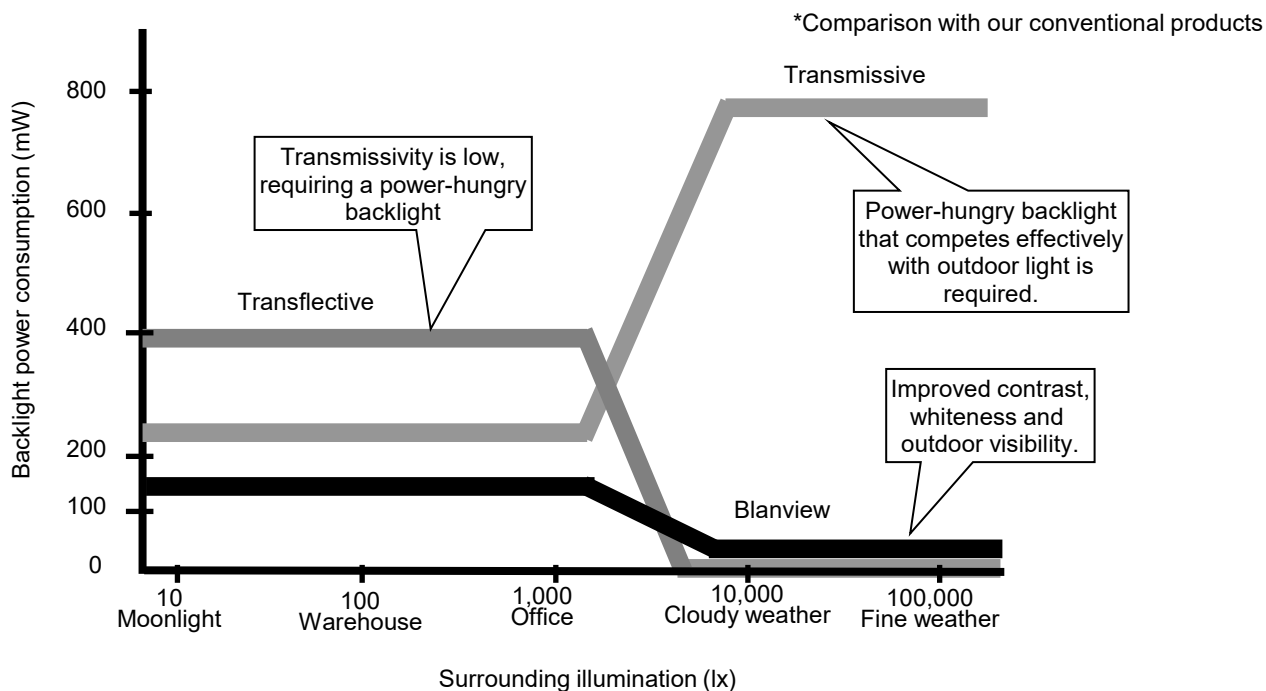 *Comparison with our conventional products
Backlight power consumption (mW)
800
600
400
200
100
0
Transmissive
Transmissivity is low,
requiring a power-hungry
backlight
Power-hungry backlight
that competes effectively
with outdoor light is
required.
Transflective
Improved contrast,
whiteness and
outdoor visibility.
Blanview
10
100
1,000
10,000
100,000
Moonlight
Warehouse
Office
Cloudy weather
Fine weather
Surrounding illumination (lx)